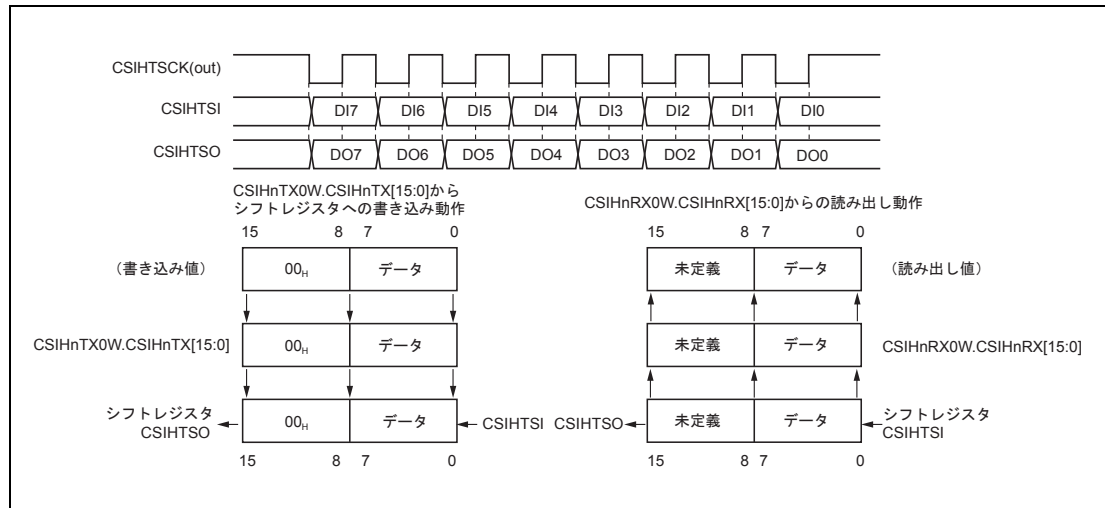 CSIHTSCK(out)
CSIHTSI DI7 DI6 DI5 DI4 DI3 DI2 DI1 DI0
CSIHTSO DO7 DO6 DO5 DO4 DO3 DO2 DO1 DO0
CSIHnTX0W.CSIHnTX[15:0]から
シフトレジスタへの書き込み動作
15 8 7 0
(書き込み値) 00H データ
CSIHnTX0W.CSIHnTX[15:0] 00H データ
シフトレジスタ
CSIHTSO 00H データ CSIHTSI
15 8 7 0
CSIHnRX0W.CSIHnRX[15:0]からの読み出し動作
15 8 7 0
未定義 データ (読み出し値)
未定義 データ CSIHnRX0W.CSIHnRX[15:0]
CSIHTSO 未定義 データ シフトレジスタ
CSIHTSI
15 8 7 0